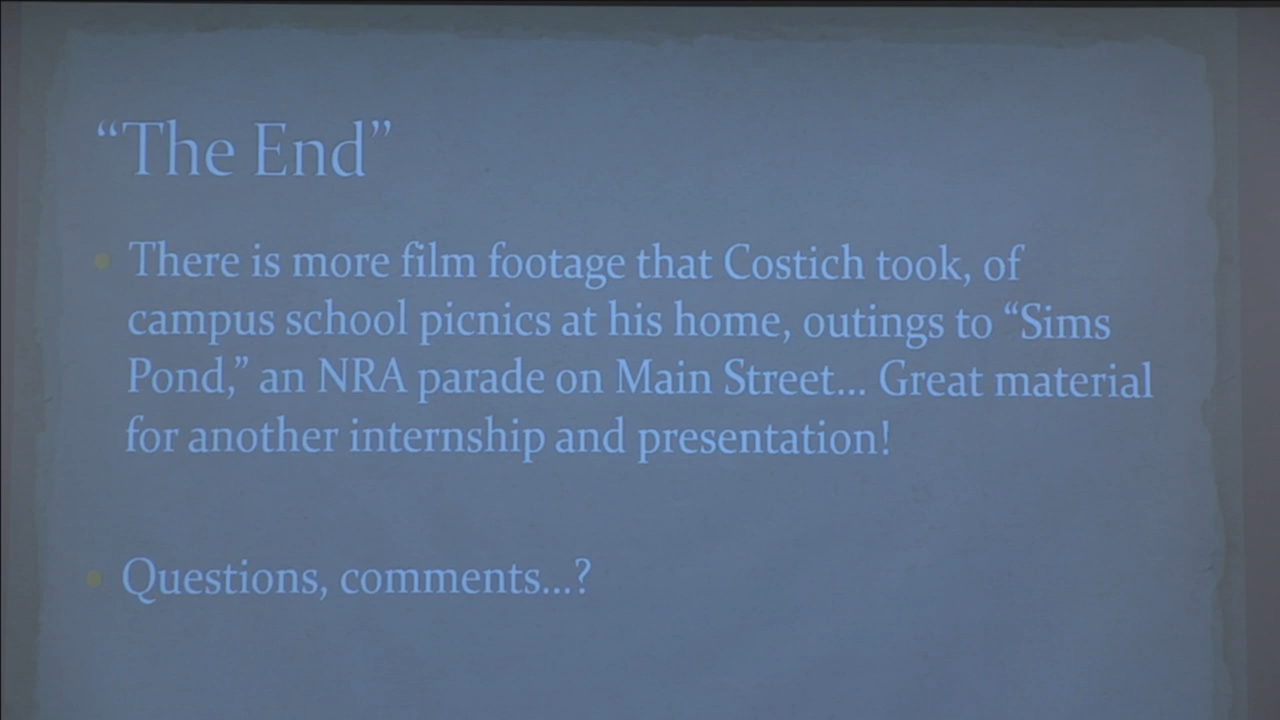 “The End”
There is more film footage that Costich took, of
campus school picnics at his home, outings to “Sims
Pond,” an NRA parade on Main Street... Great material
for another internship and presentation!
Questions, comments...?